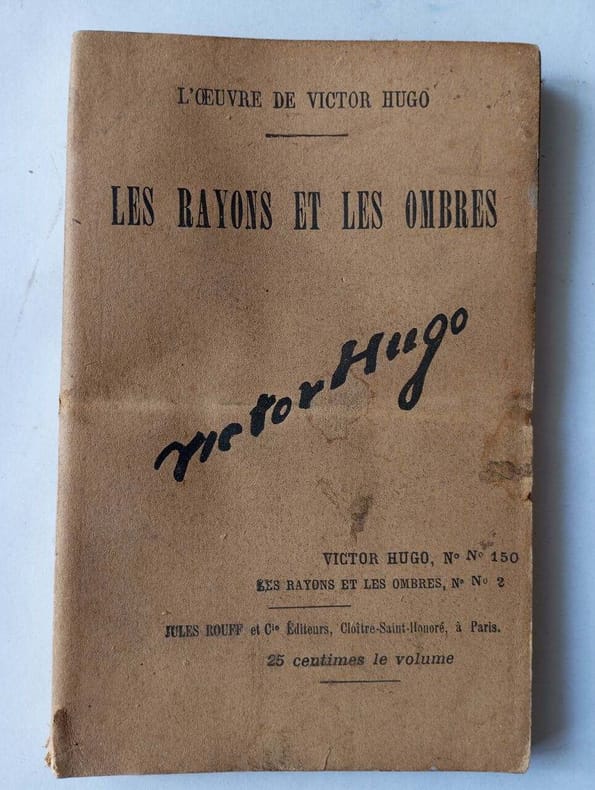 L'ŒUVRE DE VICTOR HUGO
LES RAYONS ET LES OMBRES
Victor Hugo
VICTOR HUGO, Nº Nº 150
LES RAYONS ET LES OMBRES, Nº Nº 2
JULES ROUFF et Cie Éditeurs, Cloître-Saint-Honoré, à Paris.
25 centimes le volume